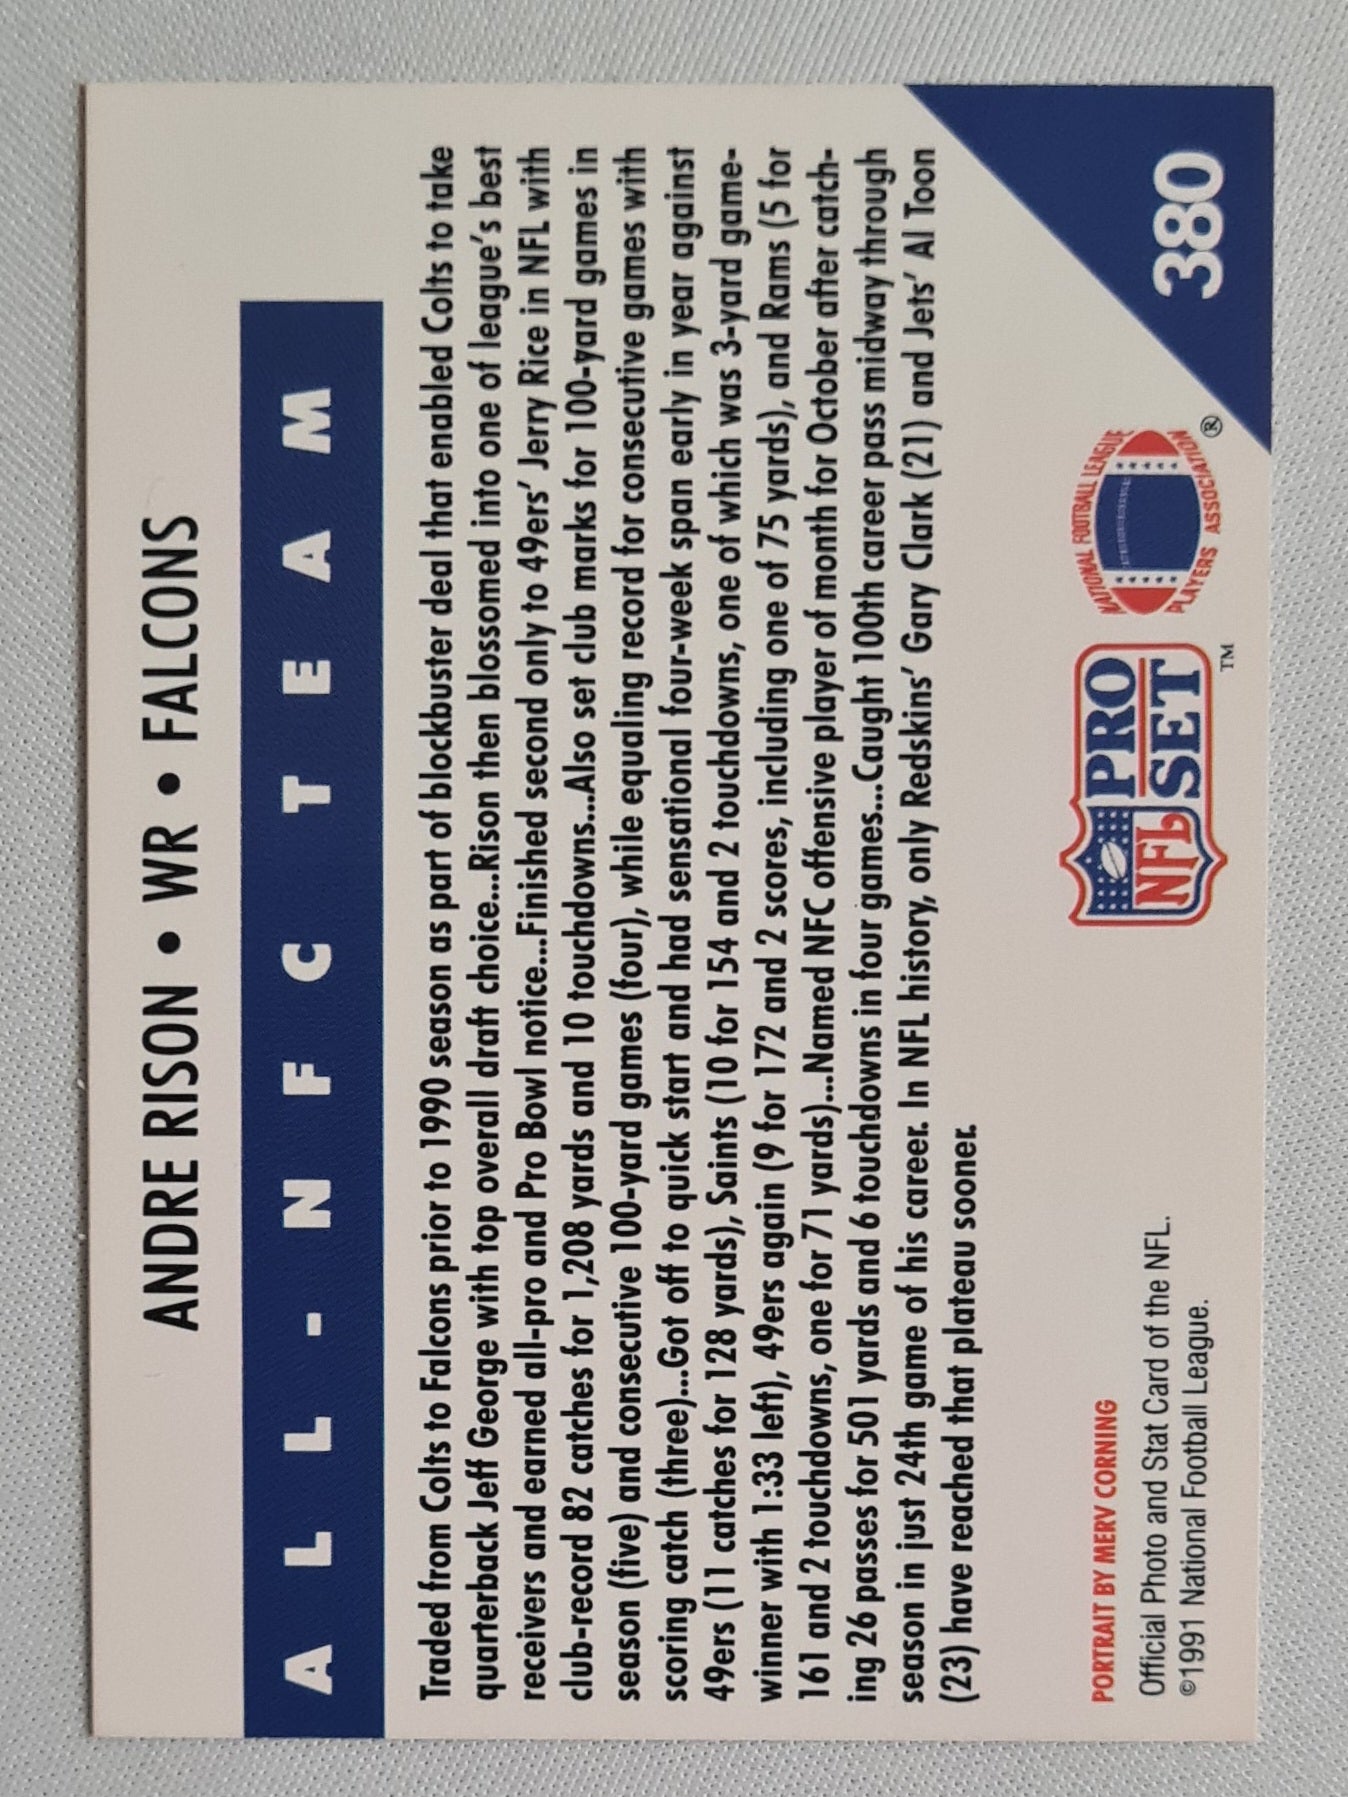 ANDRE RISON • WR • FALCONS
ALL-NFC TEAM
Traded from Colts to Falcons prior to 1990 season as part of blockbuster deal that enabled Colts to take
quarterback Jeff George with top overall draft choice...Rison then blossomed into one of league's best
receivers and earned all-pro and Pro Bowl notice...Finished second only to 49ers' Jerry Rice in NFL with
club-record 82 catches for 1,208 yards and 10 touchdowns...Also set club marks for 100-yard games in
season (five) and consecutive 100-yard games (four), while equaling record for consecutive games with
scoring catch (three)...Got off to quick start and had sensational four-week span early in year against
49ers (11 catches for 128 yards), Saints (10 for 154 and 2 touchdowns, one of which was 3-yard game-
winner with 1:33 left), 49ers again (9 for 172 and 2 scores, including one of 75 yards), and Rams (5 for
161 and 2 touchdowns, one for 71 yards)...Named NFC offensive player of month for October after catch-
ing 26 passes for 501 yards and 6 touchdowns in four games...Caught 100th career pass midway through
season in just 24th game of his career. In NFL history, only Redskins' Gary Clark (21) and Jets' Al Toon
(23) have reached that plateau sooner.
PORTRAIT BY MERV CORNING
Official Photo and Stat Card of the NFL.
©1991 National Football League.
NFL PRO SET ™
NATIONAL FOOTBALL LEAGUE
PLAYERS ASSOCIATION ®
380